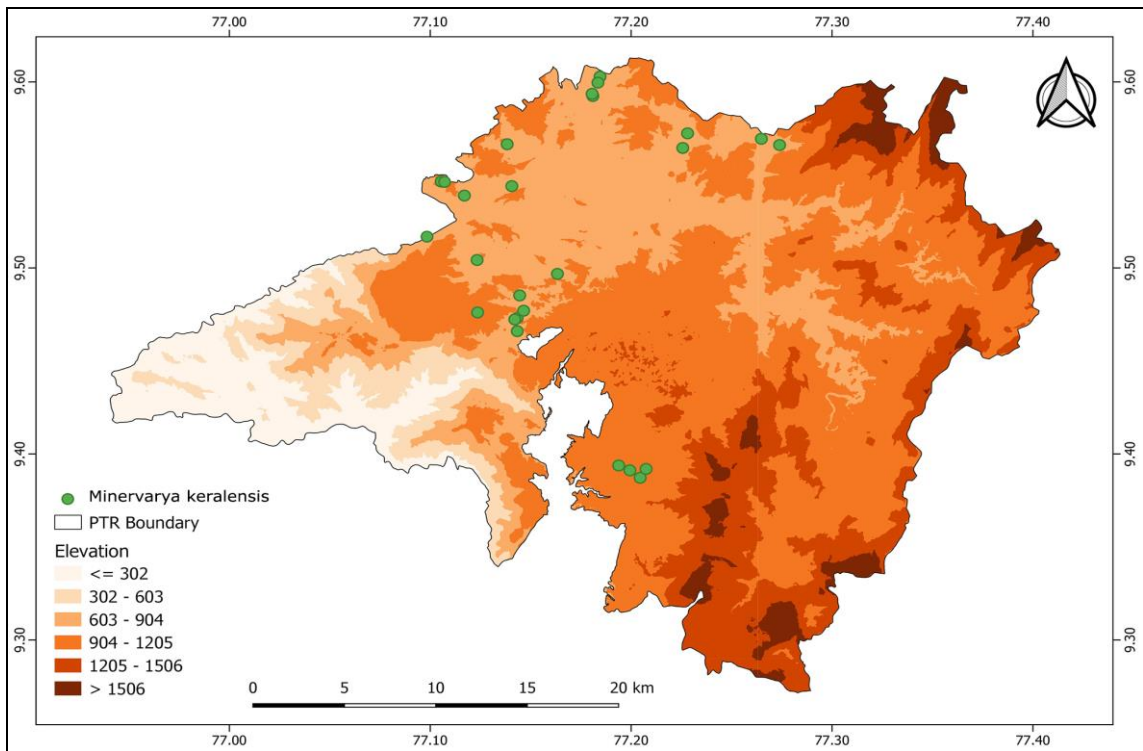 77.00 77.10 77.20 77.30 77.40
9.60 9.60
9.50 9.50
9.40 9.40
9.30 9.30
Minervarya keralensis
PTR Boundary
Elevation
<= 302
302 - 603
603 - 904
904 - 1205
1205 - 1506
> 1506
0 5 10 15 20 km
77.00 77.10 77.20 77.30 77.40